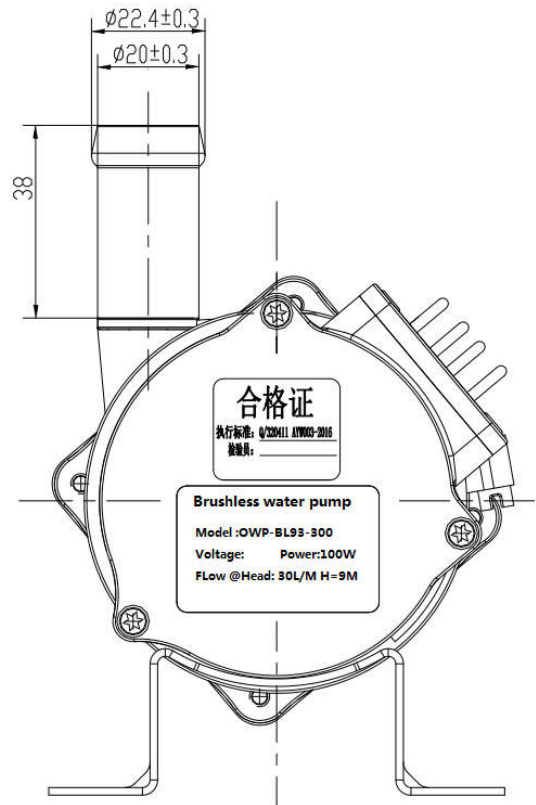 ø22.4±0.3
ø20±0.3
38
合格证
执行标准: Q/320411 AYW003-2016
检验员:
Brushless water pump
Model :OWP-BL93-300
Voltage: Power:100W
FLow @Head: 30L/M H=9M